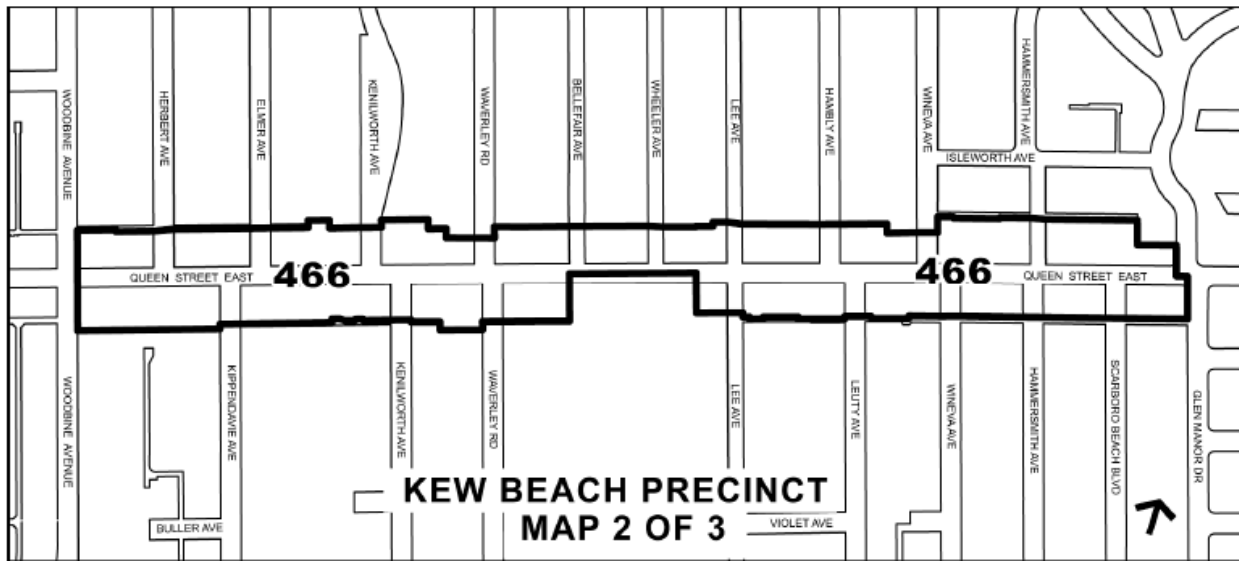 WOODBINE AVENUE
HERBERT AVE
ELMER AVE
KENILWORTH AVE
WAVERLEY RD
BELLEFAIR AVE
WHEELER AVE
LEE AVE
HAMBLY AVE
WINEVA AVE
HAMMERSMITH AVE
ISLEWORTH AVE
QUEEN STREET EAST
466
466
QUEEN STREET EAST
WOODBINE AVENUE
KIPPENDAVIE AVE
KENILWORTH AVE
WAVERLEY RD
LEE AVE
LEUTY AVE
WINEVA AVE
HAMMERSMITH AVE
SCARBORO BEACH BLVD
GLEN MANOR DR
KEW BEACH PRECINCT
MAP 2 OF 3
BULLER AVE
VIOLET AVE